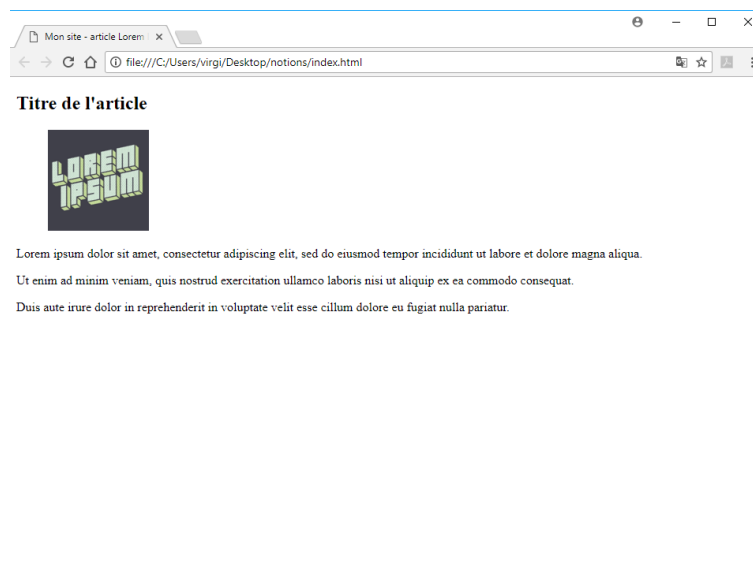 Mon site - article Lorem
file:///C:/Users/virgi/Desktop/notions/index.html
Titre de l'article
LOREM
IPSUM
Lorem ipsum dolor sit amet, consectetur adipiscing elit, sed do eiusmod tempor incididunt ut labore et dolore magna aliqua.
Ut enim ad minim veniam, quis nostrud exercitation ullamco laboris nisi ut aliquip ex ea commodo consequat.
Duis aute irure dolor in reprehenderit in voluptate velit esse cillum dolore eu fugiat nulla pariatur.